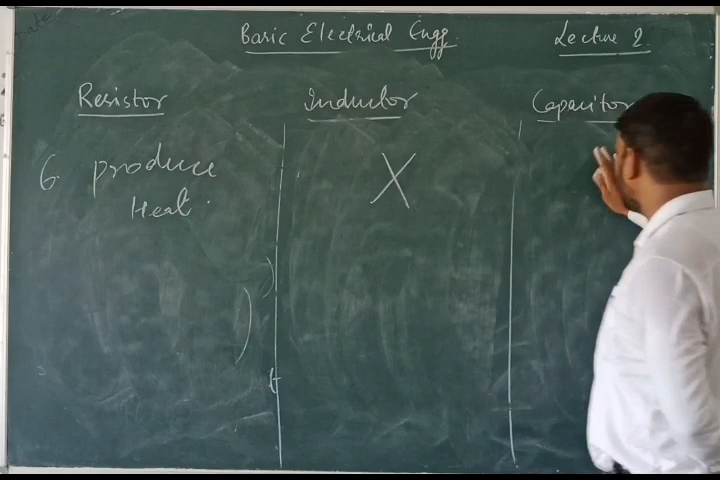 Basic Electrical Engg.
Lecture 2.
Resistor
Inductor
Capacitor
6. produce
Heat.
X